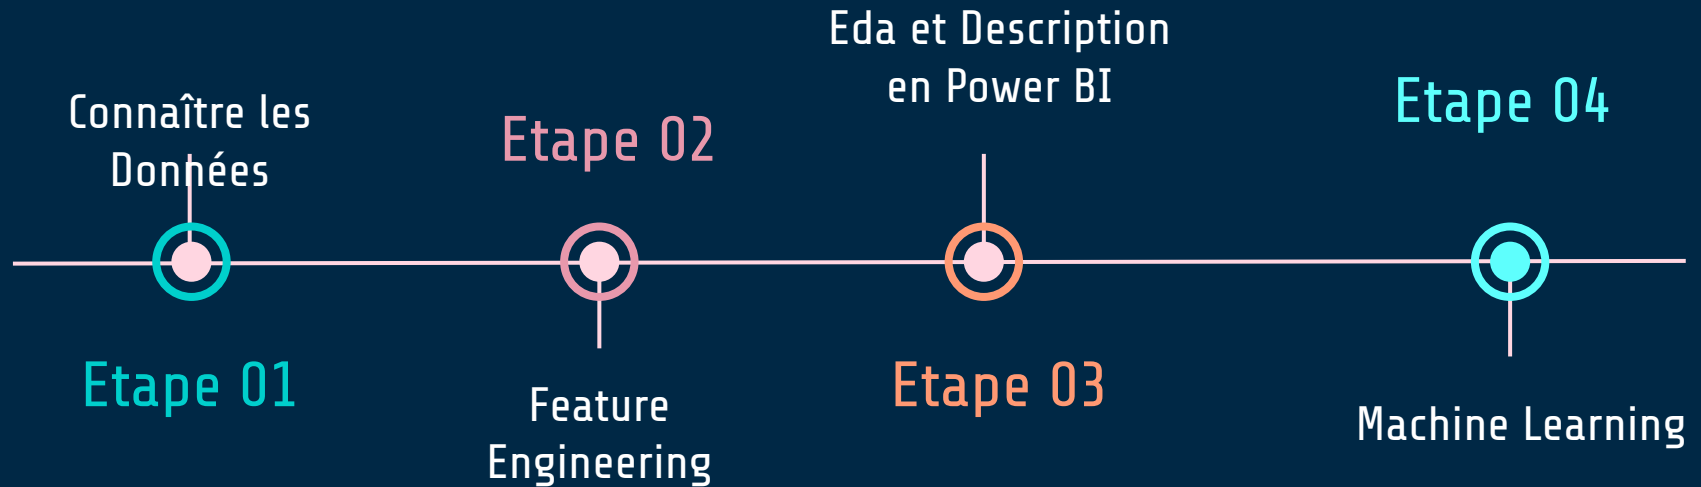 Connaître les
Données
Etape 01
Etape 02
Feature
Engineering
Eda et Description
en Power BI
Etape 03
Etape 04
Machine Learning